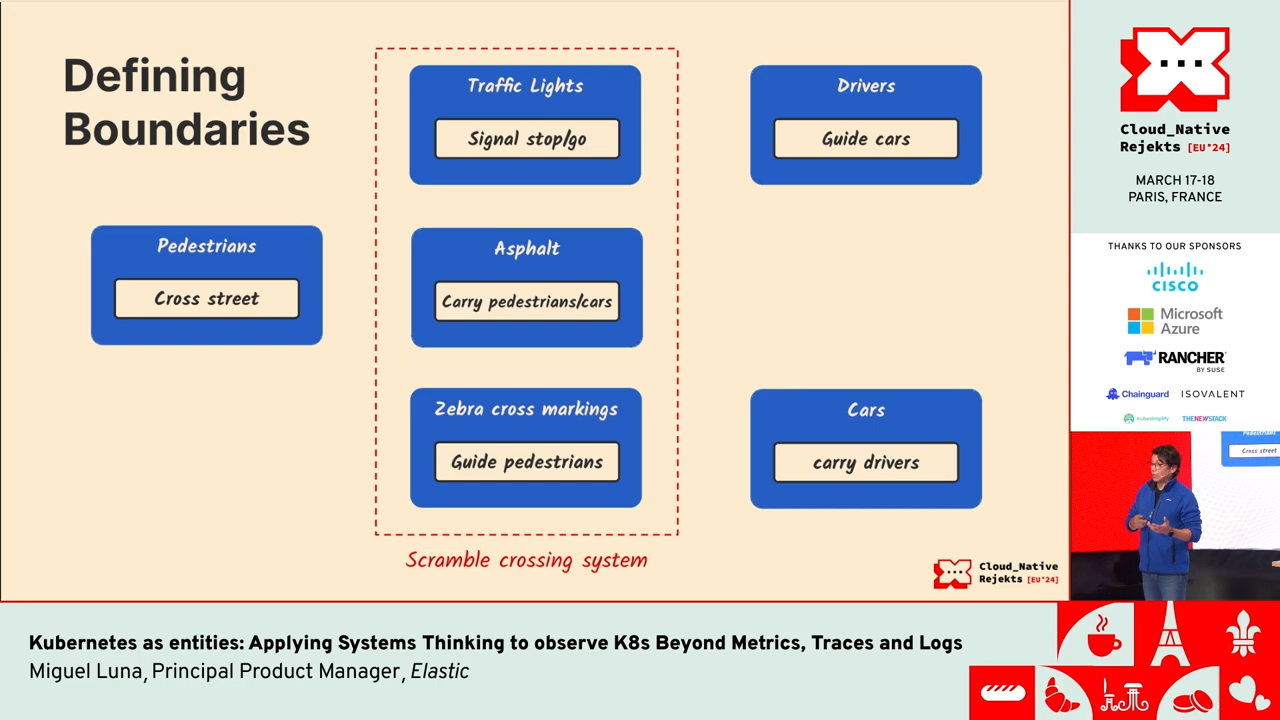 Defining
Boundaries
Pedestrians
Cross street
Traffic Lights
Signal stop/go
Asphalt
Carry pedestrians/cars
Zebra cross markings
Guide pedestrians
Scramble crossing system
Drivers
Guide cars
Cars
carry drivers
Cloud_Native
Rejekts [EU'24]
Cloud_Native
Rejekts [EU'24]
MARCH 17-18
PARIS, FRANCE
THANKS TO OUR SPONSORS
CISCO
Microsoft
Azure
RANCHER
BY SUSE
Chainguard ISOVALENT
Kubesimplify THENEWSTACK
Pedestrians
Cross street
Kubernetes as entities: Applying Systems Thinking to observe K8s Beyond Metrics, Traces and Logs
Miguel Luna, Principal Product Manager, Elastic